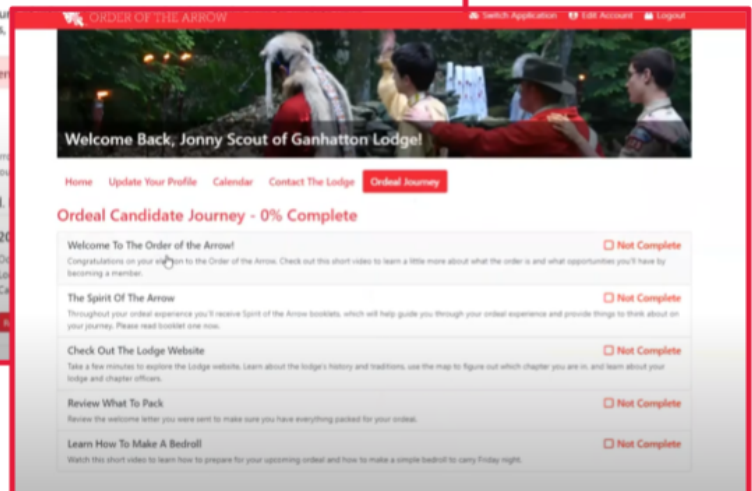 ORDER OF THE ARROW
Switch Application Edit Account Logout
Welcome Back, Jonny Scout of Ganhatton Lodge!
Home Update Your Profile Calendar Contact The Lodge Ordeal Journey
Ordeal Candidate Journey - 0% Complete
Welcome To The Order of the Arrow! Not Complete
Congratulations on your election to the Order of the Arrow. Check out this short video to learn a little more about what the order is and what opportunities you'll have by
becoming a member.
The Spirit Of The Arrow Not Complete
Throughout your ordeal experience you'll receive Spirit of the Arrow booklets, which will help guide you through your ordeal experience and provide things to think about on
your journey. Please read booklet one now.
Check Out The Lodge Website Not Complete
Take a few minutes to explore the Lodge website. Learn about the lodge's history and traditions, use the map to figure out which chapter you are in, and learn about your
lodge and chapter officers.
Review What To Pack Not Complete
Review the welcome letter you were sent to make sure you have everything packed for your ordeal.
Learn How To Make A Bedroll Not Complete
Watch this short video to learn how to prepare for your upcoming ordeal and how to make a simple bedroll to carry Friday night.